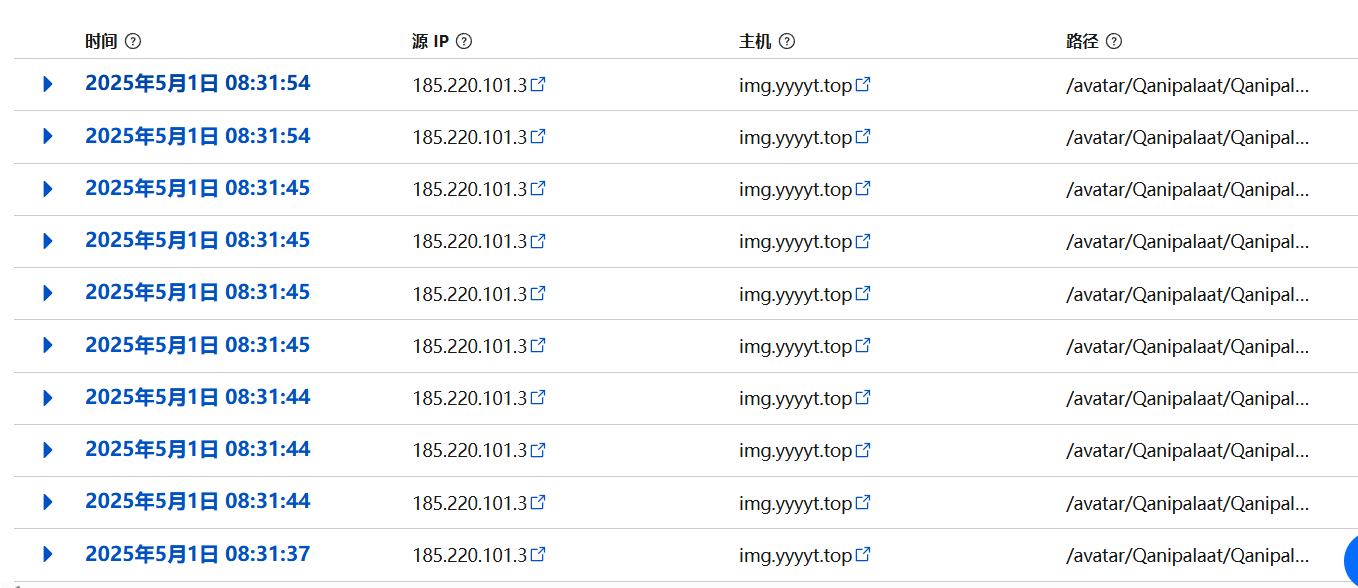 时间 源 IP 主机 路径
2025年5月1日 08:31:54 185.220.101.3 img.yyyyt.top /avatar/Qanipalaat/Qanipal...
2025年5月1日 08:31:54 185.220.101.3 img.yyyyt.top /avatar/Qanipalaat/Qanipal...
2025年5月1日 08:31:45 185.220.101.3 img.yyyyt.top /avatar/Qanipalaat/Qanipal...
2025年5月1日 08:31:45 185.220.101.3 img.yyyyt.top /avatar/Qanipalaat/Qanipal...
2025年5月1日 08:31:45 185.220.101.3 img.yyyyt.top /avatar/Qanipalaat/Qanipal...
2025年5月1日 08:31:45 185.220.101.3 img.yyyyt.top /avatar/Qanipalaat/Qanipal...
2025年5月1日 08:31:44 185.220.101.3 img.yyyyt.top /avatar/Qanipalaat/Qanipal...
2025年5月1日 08:31:44 185.220.101.3 img.yyyyt.top /avatar/Qanipalaat/Qanipal...
2025年5月1日 08:31:44 185.220.101.3 img.yyyyt.top /avatar/Qanipalaat/Qanipal...
2025年5月1日 08:31:37 185.220.101.3 img.yyyyt.top /avatar/Qanipalaat/Qanipal...